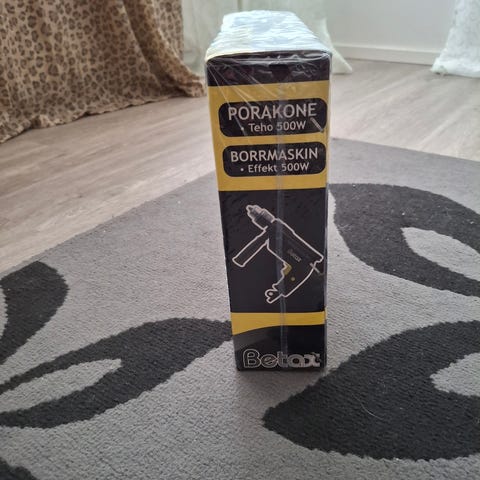 PORAKONE
• Teho 500W
BORRMASKIN
• Effekt 500W
Betax